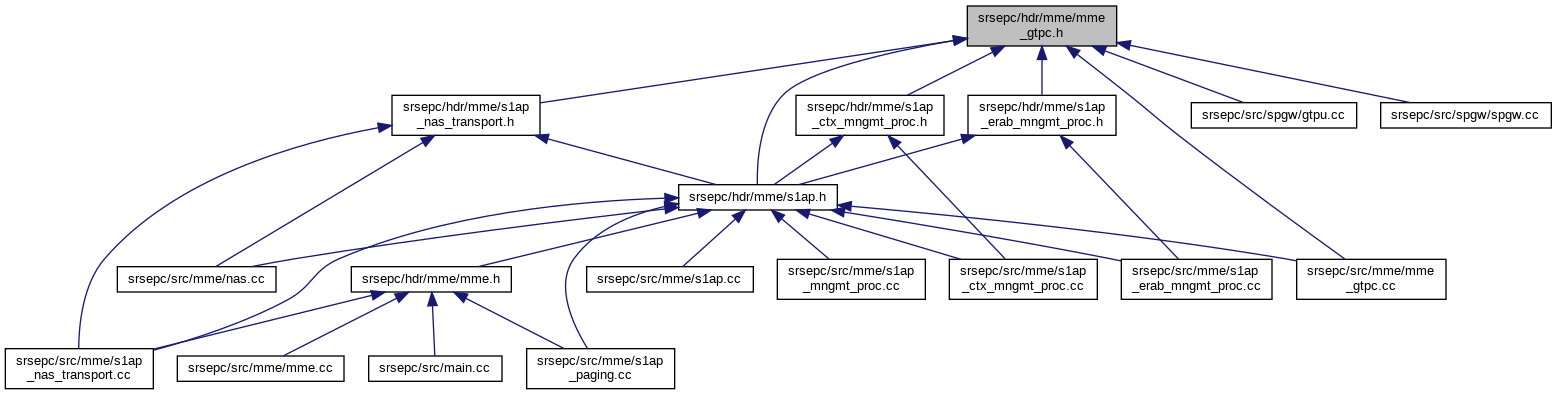 srsepc/hdr/mme/mme
_gtpc.h
srsepc/hdr/mme/s1ap
_nas_transport.h
srsepc/hdr/mme/s1ap
_ctx_mngmt_proc.h
srsepc/hdr/mme/s1ap
_erab_mngmt_proc.h
srsepc/src/spgw/gtpu.cc
srsepc/src/spgw/spgw.cc
srsepc/hdr/mme/s1ap.h
srsepc/src/mme/nas.cc
srsepc/hdr/mme/mme.h
srsepc/src/mme/s1ap.cc
srsepc/src/mme/s1ap
_mngmt_proc.cc
srsepc/src/mme/s1ap
_ctx_mngmt_proc.cc
srsepc/src/mme/s1ap
_erab_mngmt_proc.cc
srsepc/src/mme/mme
_gtpc.cc
srsepc/src/mme/s1ap
_nas_transport.cc
srsepc/src/mme/mme.cc
srsepc/src/main.cc
srsepc/src/mme/s1ap
_paging.cc